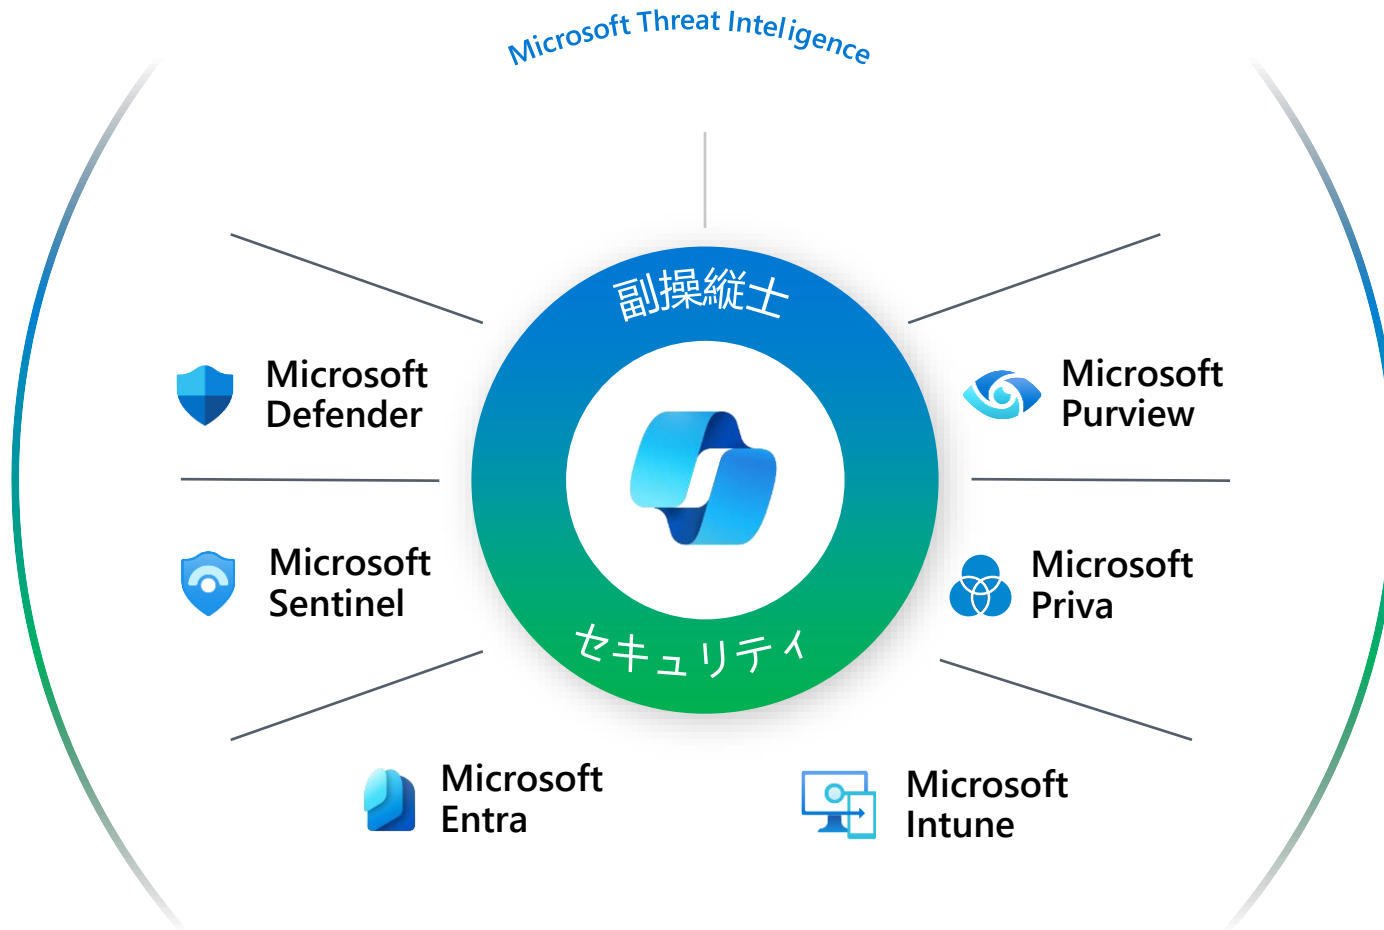 Microsoft Threat Intelligence
副操縦士
Microsoft
Defender
Microsoft
Purview
Microsoft
Sentinel
Microsoft
Priva
セキュリティ
Microsoft
Entra
Microsoft
Intune